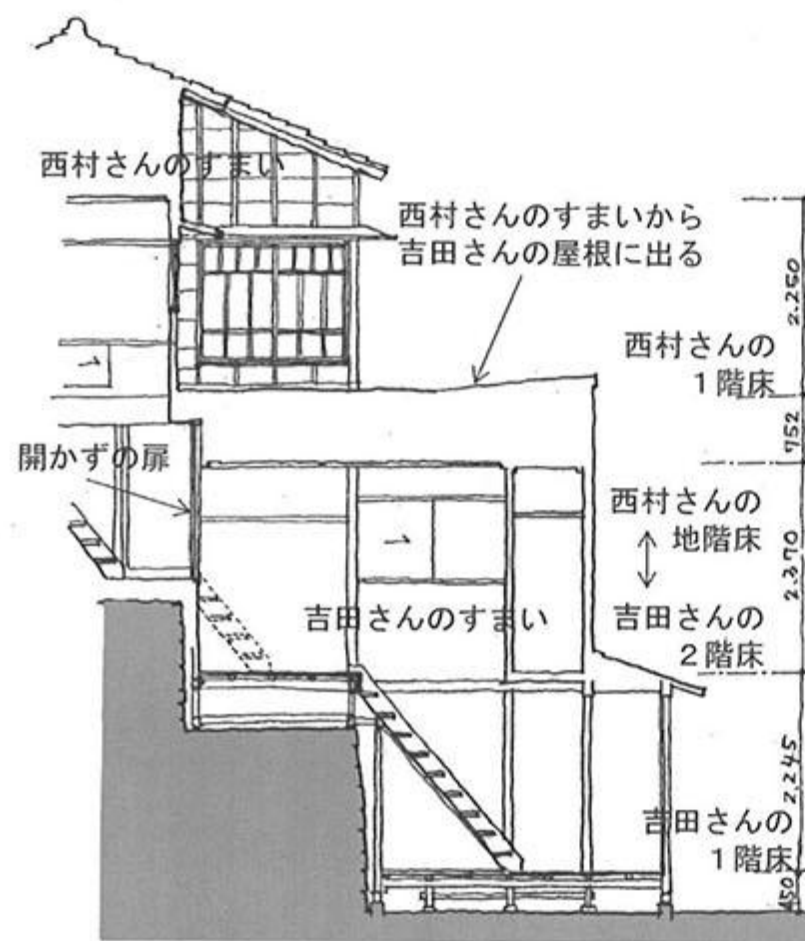 西村さんのすまい
西村さんのすまいから
吉田さんの屋根に出る
2.250
西村さんの
1階床
752
開かずの扉
西村さんの
地階床
2.370
吉田さんのすまい
吉田さんの
2階床
2.245
吉田さんの
1階床
450